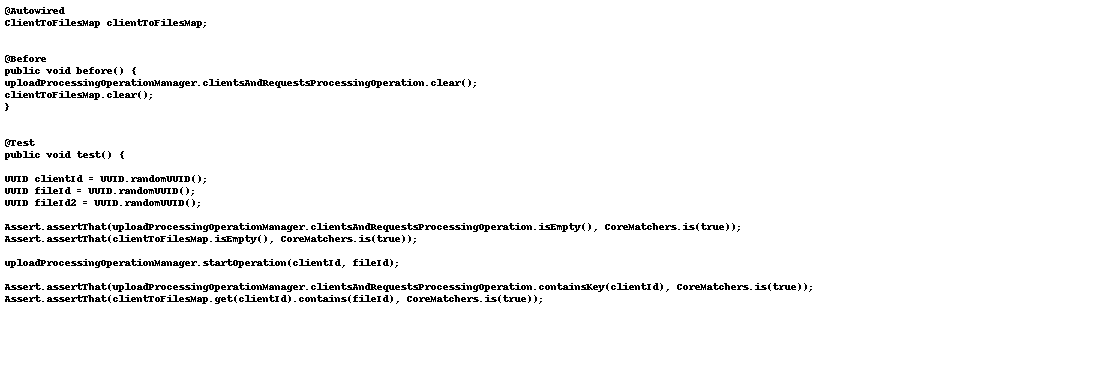 @Autowired
ClientToFilesMap clientToFilesMap;
@Before
public void before() {
uploadProcessingOperationManager.clientsAndRequestsProcessingOperation.clear();
clientToFilesMap.clear();
}
@Test
public void test() {
UUID clientId = UUID.randomUUID();
UUID fileId = UUID.randomUUID();
UUID fileId2 = UUID.randomUUID();
Assert.assertThat(uploadProcessingOperationManager.clientsAndRequestsProcessingOperation.isEmpty(), CoreMatchers.is(true));
Assert.assertThat(clientToFilesMap.isEmpty(), CoreMatchers.is(true));
uploadProcessingOperationManager.startOperation(clientId, fileId);
Assert.assertThat(uploadProcessingOperationManager.clientsAndRequestsProcessingOperation.containsKey(clientId), CoreMatchers.is(true));
Assert.assertThat(clientToFilesMap.get(clientId).contains(fileId), CoreMatchers.is(true));